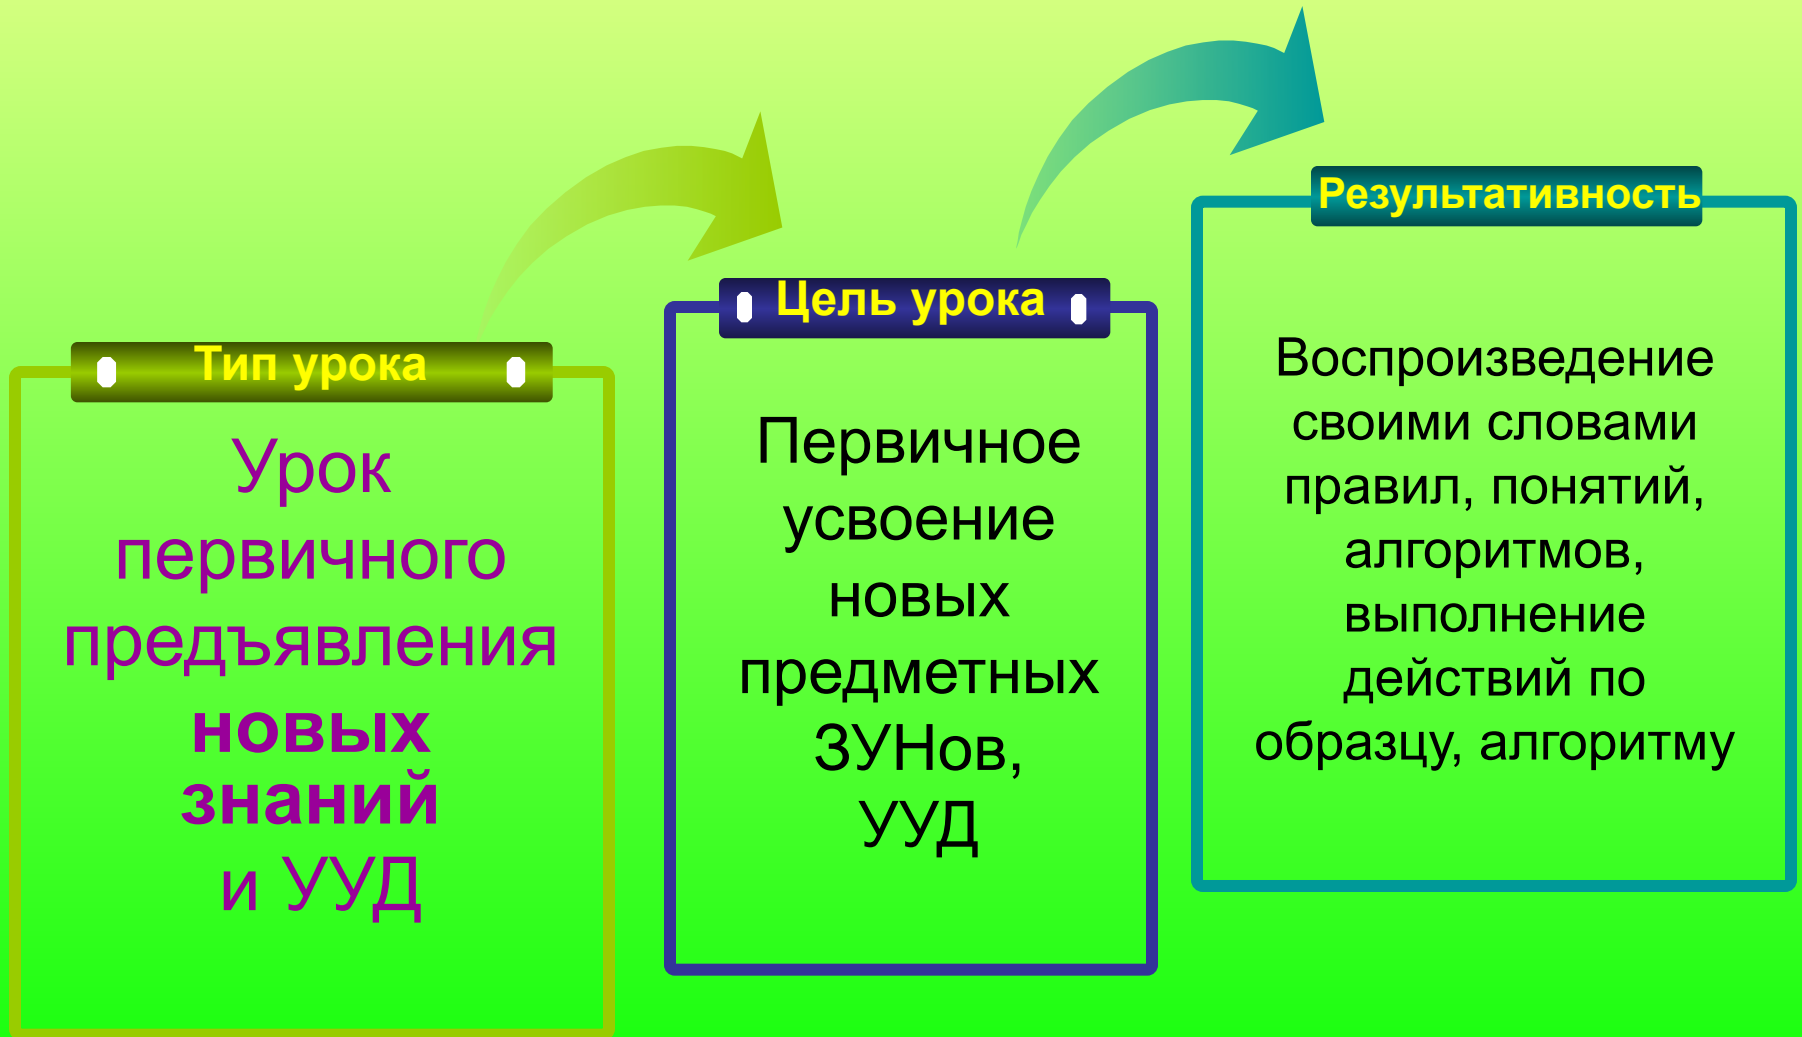 Тип урока
Урок
первичного
предъявления
новых
знаний
и УУД
Цель урока
Первичное
усвоение
новых
предметных
ЗУНов,
УУД
Результативность
Воспроизведение
своими словами
правил, понятий,
алгоритмов,
выполнение
действий по
образцу, алгоритму